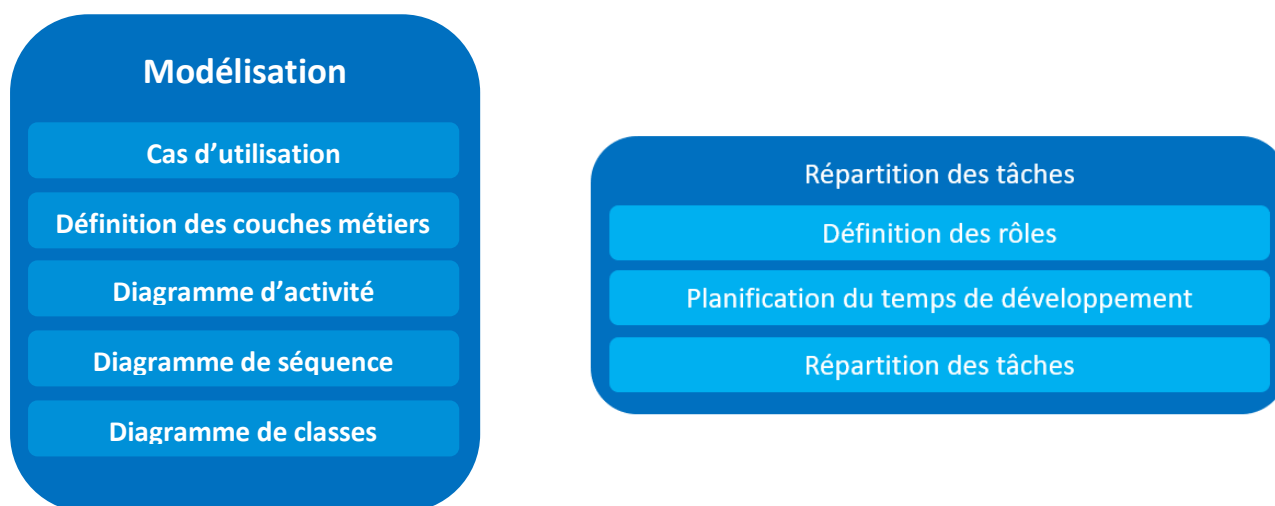 Modélisation
Cas d’utilisation
Définition des couches métiers
Diagramme d’activité
Diagramme de séquence
Diagramme de classes
Répartition des tâches
Définition des rôles
Planification du temps de développement
Répartition des tâches